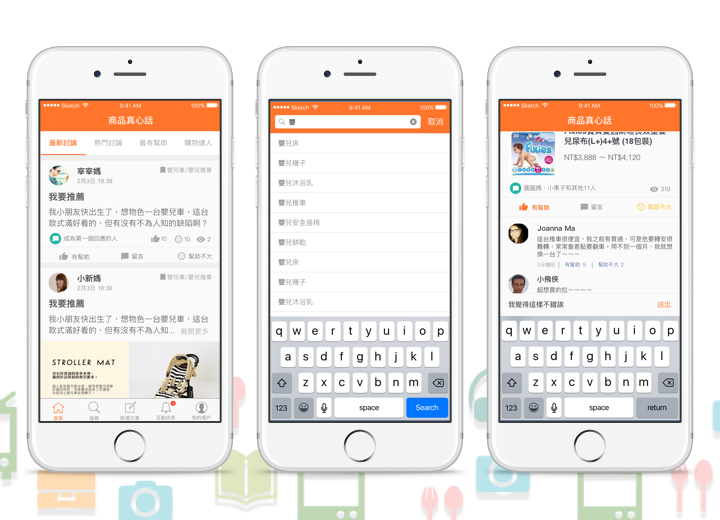 Sketch
9:41 AM
100%
商品真心話
最新討論
熱門討論
最有幫助
購物達人
宰宰媽
2月3日 18:39
嬰兒車/嬰兒推車
我要推薦
我小朋友快出生了，想物色一台嬰兒車，這台
款式滿好看的，但有沒有不為人知的缺陷啊？
成為第一個回應的人
10
10
2
有幫助
留言
幫助不大
小新媽
2月3日 18:39
嬰兒車/嬰兒推車
我要推薦
我小朋友快出生了，想物色一台嬰兒車，這台
款式滿好看的，但有沒有不為人知... 展開更多
STROLLER MAT
首頁
搜尋
新增文章
互動訊息
我的帳戶
Sketch
9:41 AM
100%
嬰
取消
嬰兒床
嬰兒襪子
嬰兒沐浴乳
嬰兒推車
嬰兒安全座椅
嬰兒餅乾
嬰兒床
嬰兒襪子
嬰兒沐浴乳
q w e r t y u i o p
a s d f g h j k l
z x c v b n m
123
space
Search
Sketch
9:41 AM
100%
商品真心話
Fixies
兒尿布(L+)4+號 (18包裝)
NT$3,888 ～ NT$4,120
圓圓媽、小栗子和其他11人
319
有幫助
留言
幫助不大
Joanna Ma
這台推車很便宜，我之前有買過，可是他要轉安很
難轉，常常會差點要翻車，用不到一個月，我就想
換一台了～～～
3分鐘前 | 有幫助 5 | 幫助不大 2
小飛俠
超想買的拉～～～～
我覺得這樣不錯誒
送出
q w e r t y u i o p
a s d f g h j k l
z x c v b n m
123
space
return